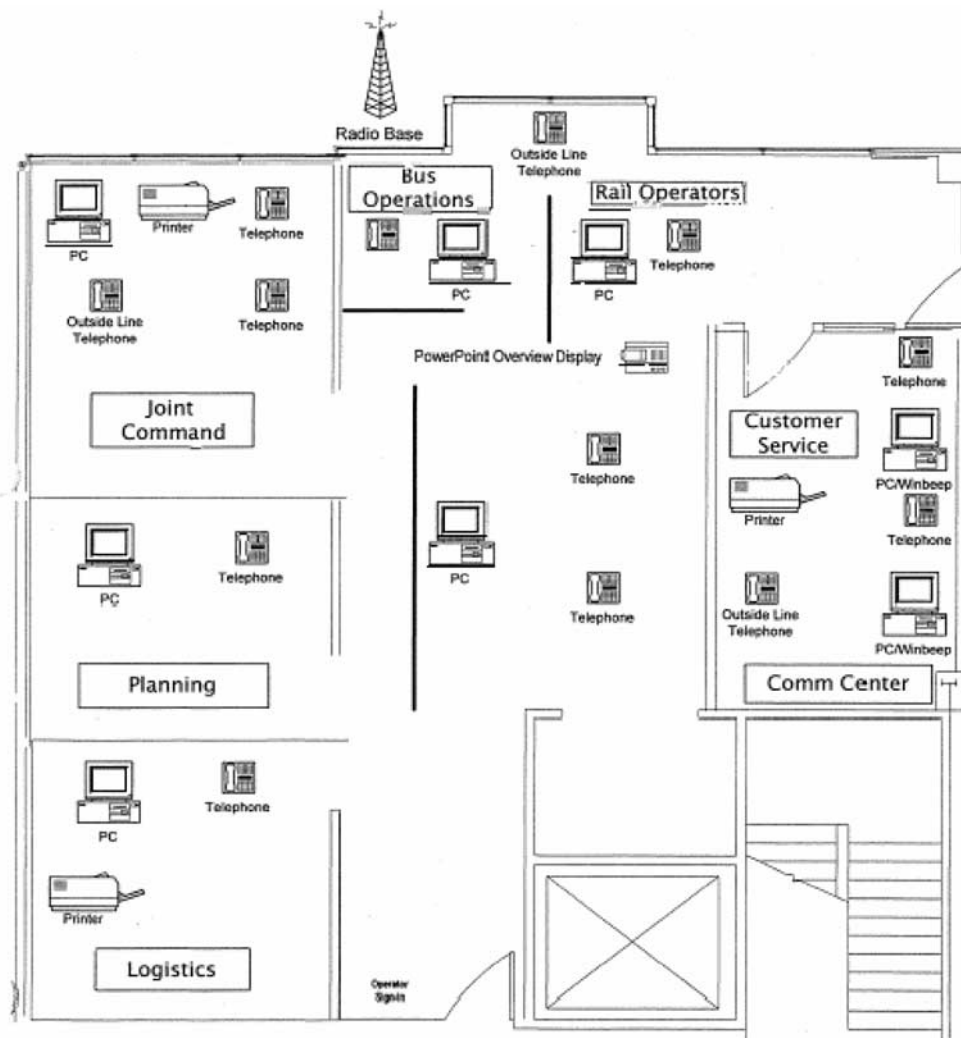 Radio Base
Outside Line
Telephone
Bus
Operations
Rail Operators
Printer
Telephone
PC
PC
PC
Telephone
Outside Line
Telephone
Telephone
PowerPoint Overview Display
Telephone
Joint
Command
Customer
Service
Telephone
PC/Winbeep
Printer
Telephone
PC
Telephone
PC
Telephone
Outside Line
Telephone
PC/Winbeep
Planning
Comm Center
PC
Telephone
Printer
Logistics
Operator
Sign-In